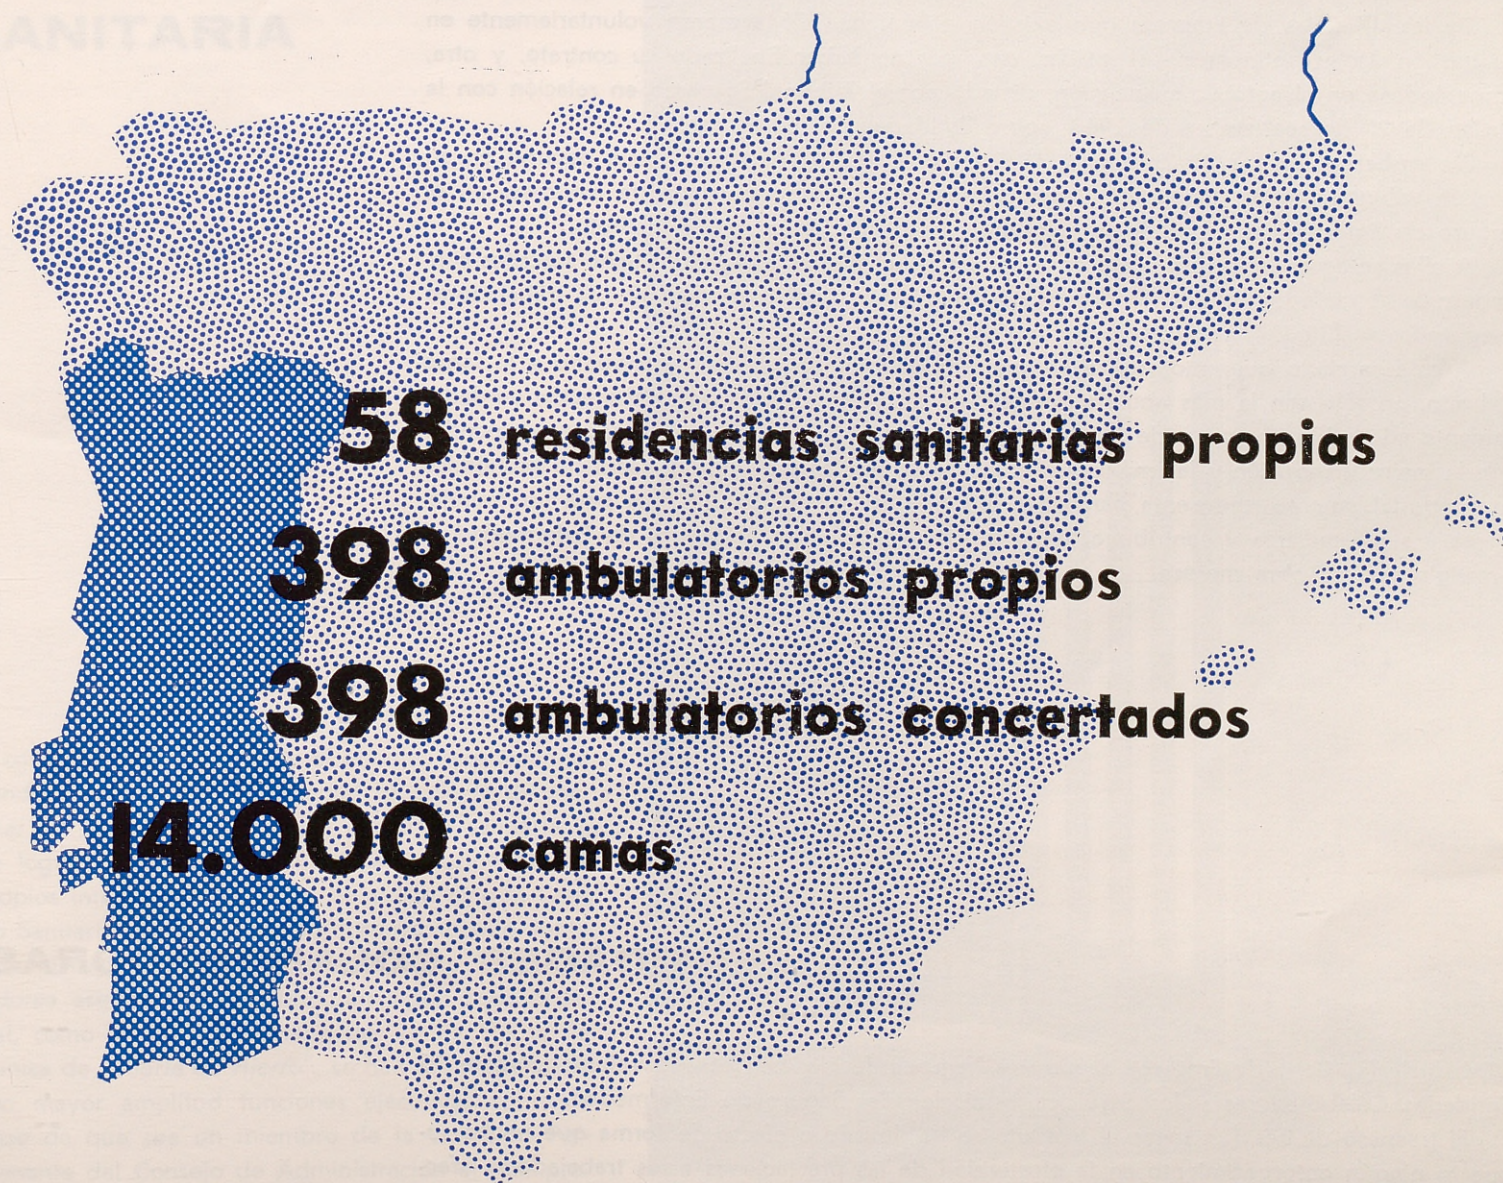 58 residencias sanitarias propias
398 ambulatorios propios
398 ambulatorios concertados
14.000 camas